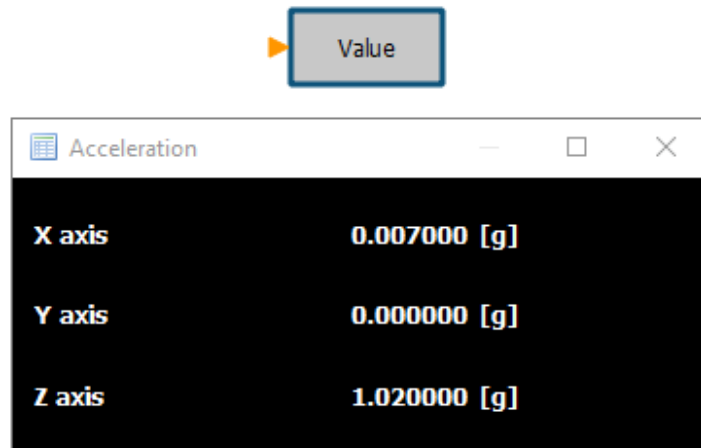 Value
Acceleration
X axis 0.007000 [g]
Y axis 0.000000 [g]
Z axis 1.020000 [g]